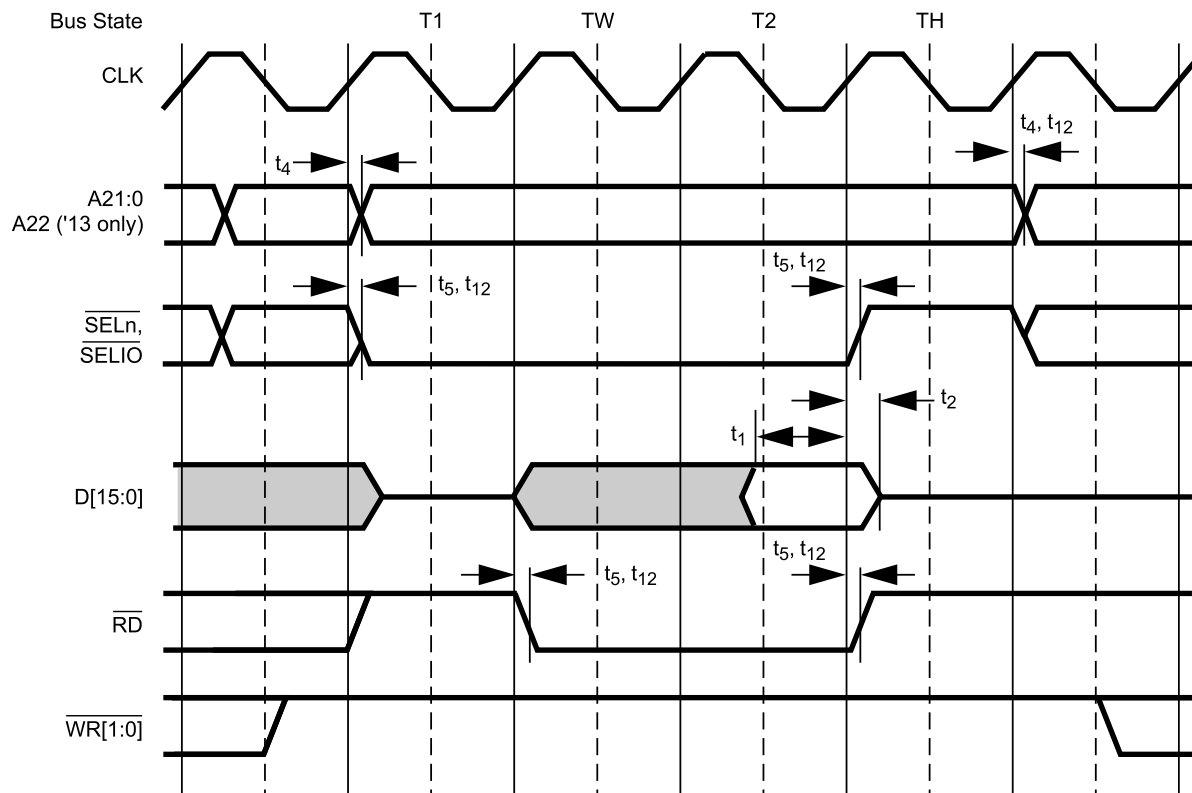 Bus State T1 TW T2 TH
CLK
t4, t12
t4
A21:0
A22 ('13 only)
t5, t12 t5, t12
SELn,
SELIO
t2
t1
D[15:0]
t5, t12 t5, t12
RD
WR[1:0]